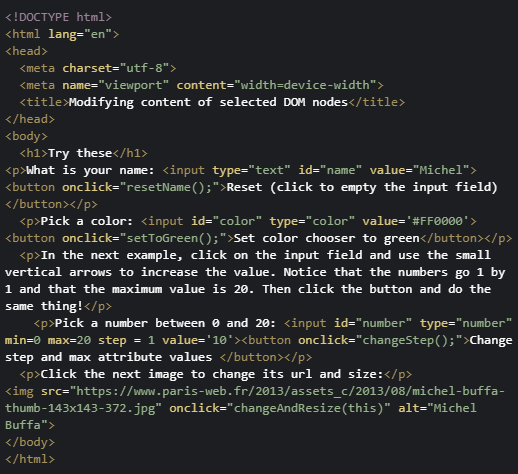 <!DOCTYPE html>
<html lang="en">
<head>
  <meta charset="utf-8">
  <meta name="viewport" content="width=device-width">
  <title>Modifying content of selected DOM nodes</title>
</head>
<body>
  <h1>Try these</h1>
<p>What is your name: <input type="text" id="name" value="Michel">
<button onclick="resetName();">Reset (click to empty the input field)
</button></p>
  <p>Pick a color: <input id="color" type="color" value='#FF0000'>
<button onclick="setToGreen();">Set color chooser to green</button></p>
  <p>In the next example, click on the input field and use the small
vertical arrows to increase the value. Notice that the numbers go 1 by
1 and that the maximum value is 20. Then click the button and do the
same thing!</p>
    <p>Pick a number between 0 and 20: <input id="number" type="number"
min=0 max=20 step = 1 value='10'><button onclick="changeStep();">Change
step and max attribute values </button></p>
  <p>Click the next image to change its url and size:</p>
<img src="https://www.paris-web.fr/2013/assets_c/2013/08/michel-buffa-
thumb-143x143-372.jpg" onclick="changeAndResize(this)" alt="Michel
Buffa">
</body>
</html>